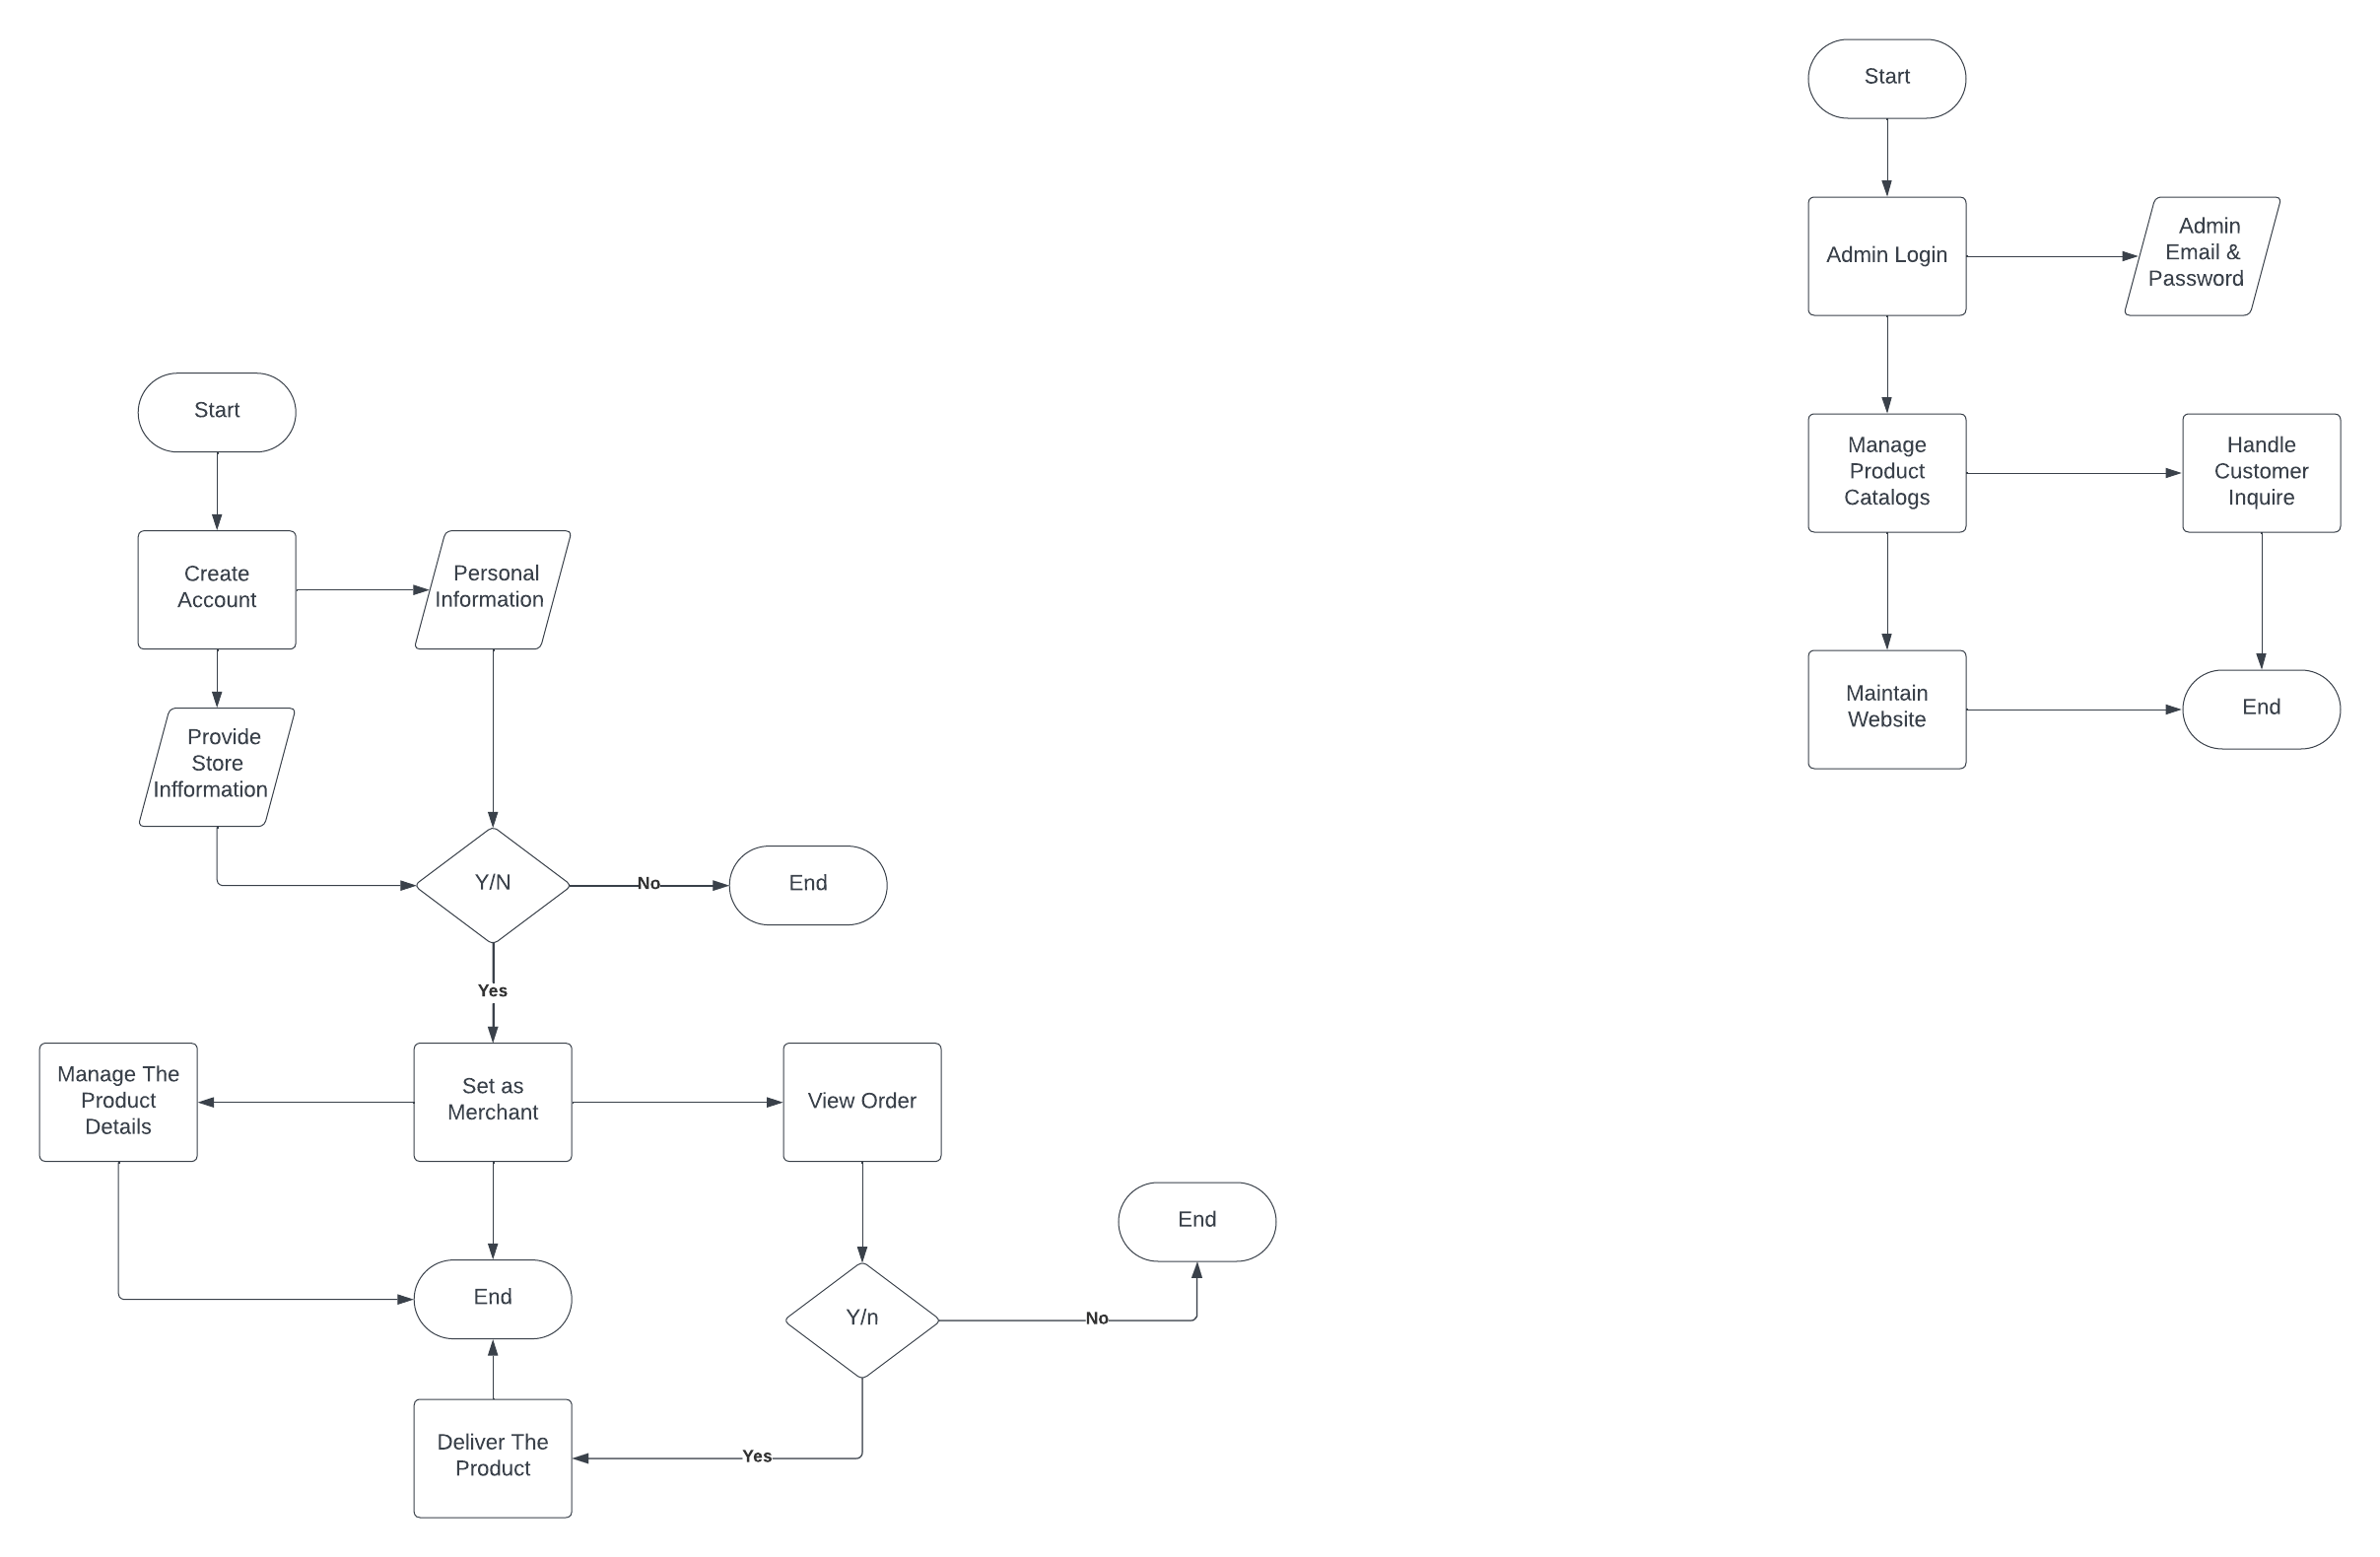 Start
Create
Account
Personal
Information
Provide
Store
Infformation
Y/N
No
End
Yes
Manage The
Product
Details
Set as
Merchant
View Order
End
End
Y/n
No
Yes
Deliver The
Product
Start
Admin Login
Admin
Email &
Password
Manage
Product
Catalogs
Handle
Customer
Inquire
Maintain
Website
End